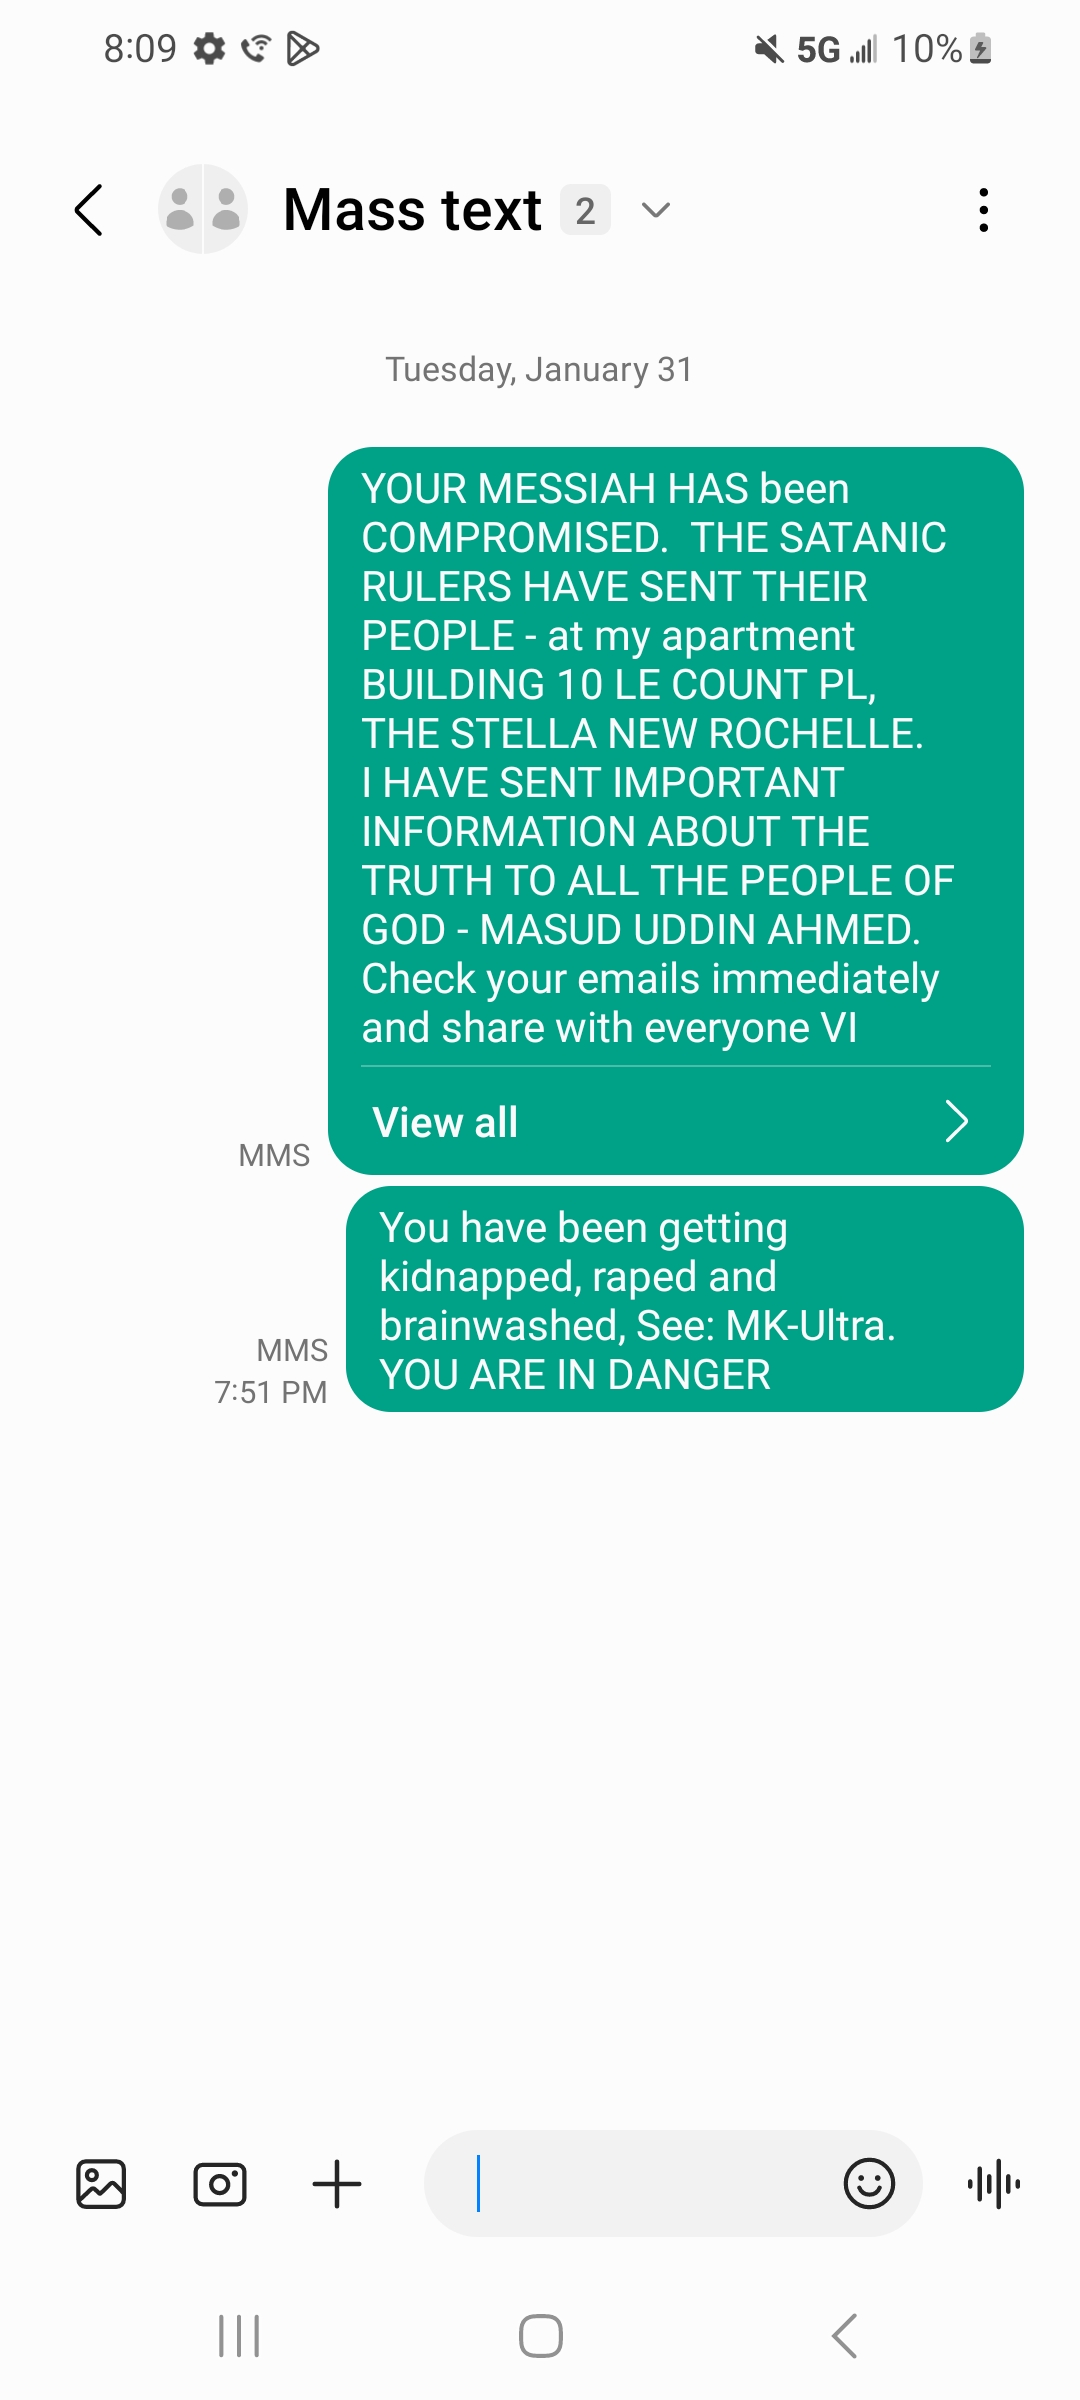 8:09
5G 10%
Mass text 2
Tuesday, January 31
YOUR MESSIAH HAS been
COMPROMISED.  THE SATANIC
RULERS HAVE SENT THEIR
PEOPLE - at my apartment
BUILDING 10 LE COUNT PL,
THE STELLA NEW ROCHELLE.
I HAVE SENT IMPORTANT
INFORMATION ABOUT THE
TRUTH TO ALL THE PEOPLE OF
GOD - MASUD UDDIN AHMED.
Check your emails immediately
and share with everyone VI
View all
MMS
You have been getting
kidnapped, raped and
brainwashed, See: MK-Ultra.
YOU ARE IN DANGER
MMS
7:51 PM